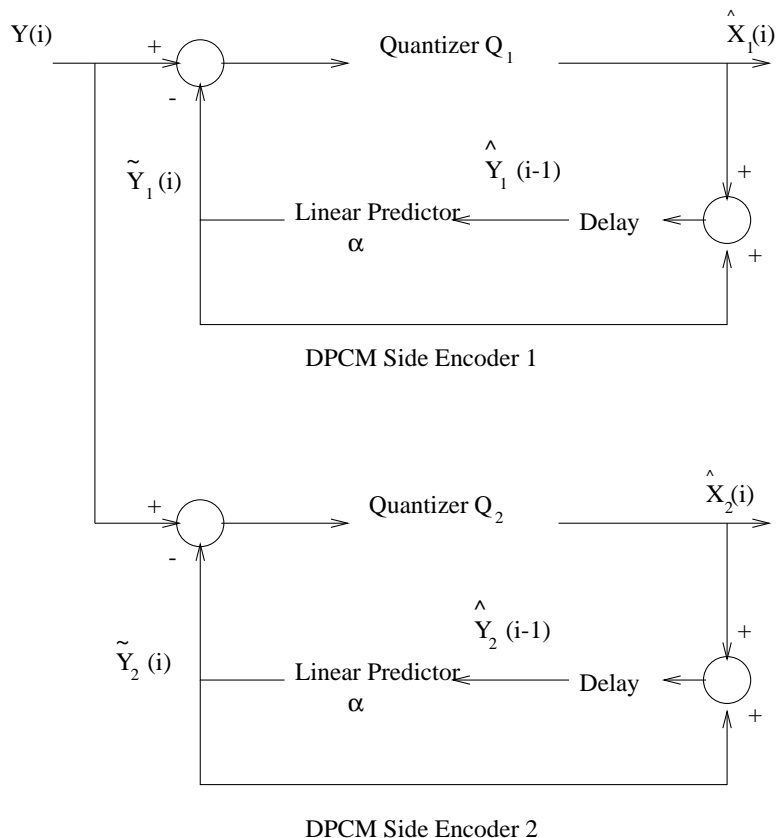 Y(i)
+
-
Quantizer Q₁
X̂₁(i)
Ỹ₁(i)
Ŷ₁(i-1)
+
Linear Predictor
α
Delay
+
DPCM Side Encoder 1
+
-
Quantizer Q₂
X̂₂(i)
Ỹ₂(i)
Ŷ₂(i-1)
+
Linear Predictor
α
Delay
+
DPCM Side Encoder 2